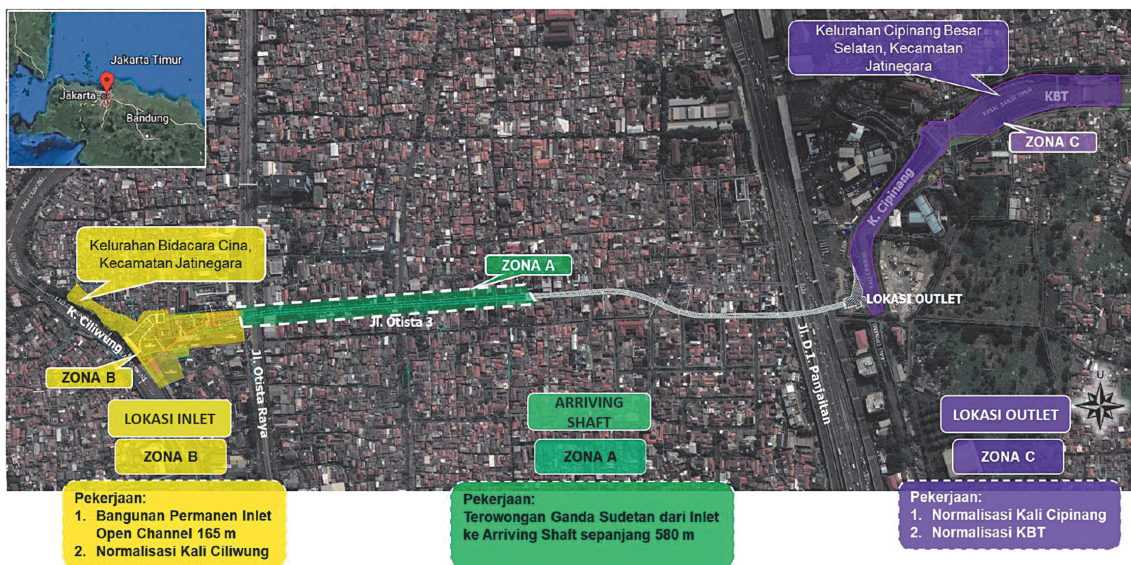 Jakarta Timur
Jakarta
Bandung
Kelurahan Cipinang Besar
Selatan, Kecamatan
Jatinegara
KANAL BANJIR TIMUR
KBT
ZONA C
K. Cipinang
Kelurahan Bidacara Cina,
Kecamatan Jatinegara
ZONA A
LOKASI OUTLET
Jl. Otista 3
K. Ciliwung
ZONA B
Jl. Otista Raya
Jl. D.I. Panjaitan
U
LOKASI INLET
ZONA B
ARRIVING
SHAFT
ZONA A
LOKASI OUTLET
ZONA C
Pekerjaan:
1. Bangunan Permanen Inlet
Open Channel 165 m
2. Normalisasi Kali Ciliwung
Pekerjaan:
Terowongan Ganda Sudetan dari Inlet
ke Arriving Shaft sepanjang 580 m
Pekerjaan:
1. Normalisasi Kali Cipinang
2. Normalisasi KBT